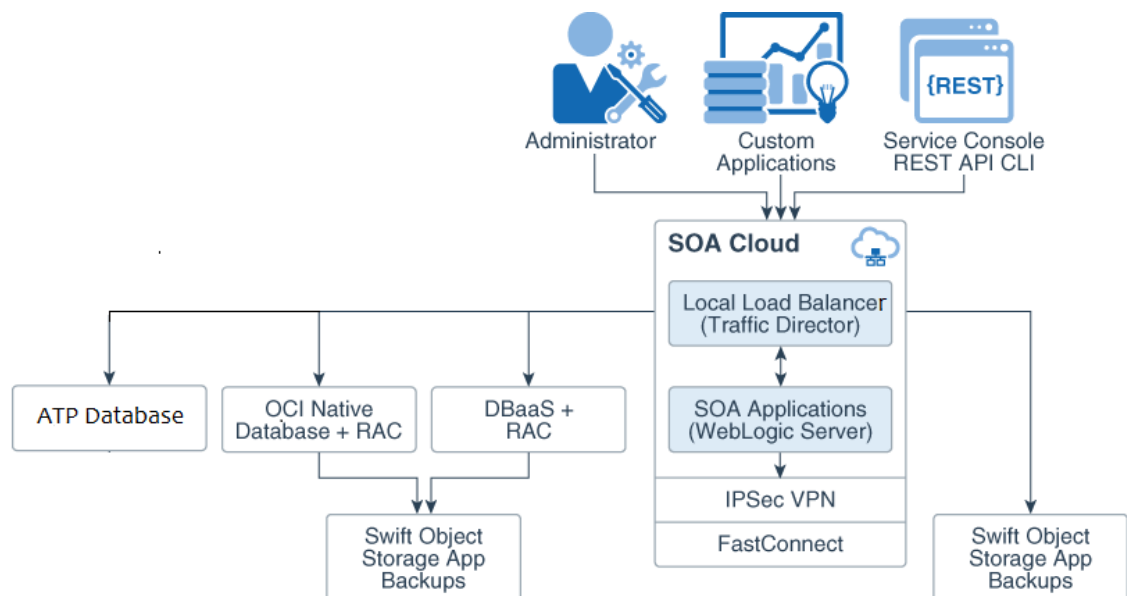 {REST}
Administrator
Custom
Applications
Service Console
REST API CLI
SOA Cloud
Local Load Balancer
(Traffic Director)
ATP Database
OCI Native
Database + RAC
DBaaS +
RAC
SOA Applications
(WebLogic Server)
IPSec VPN
FastConnect
Swift Object
Storage App
Backups
Swift Object
Storage App
Backups